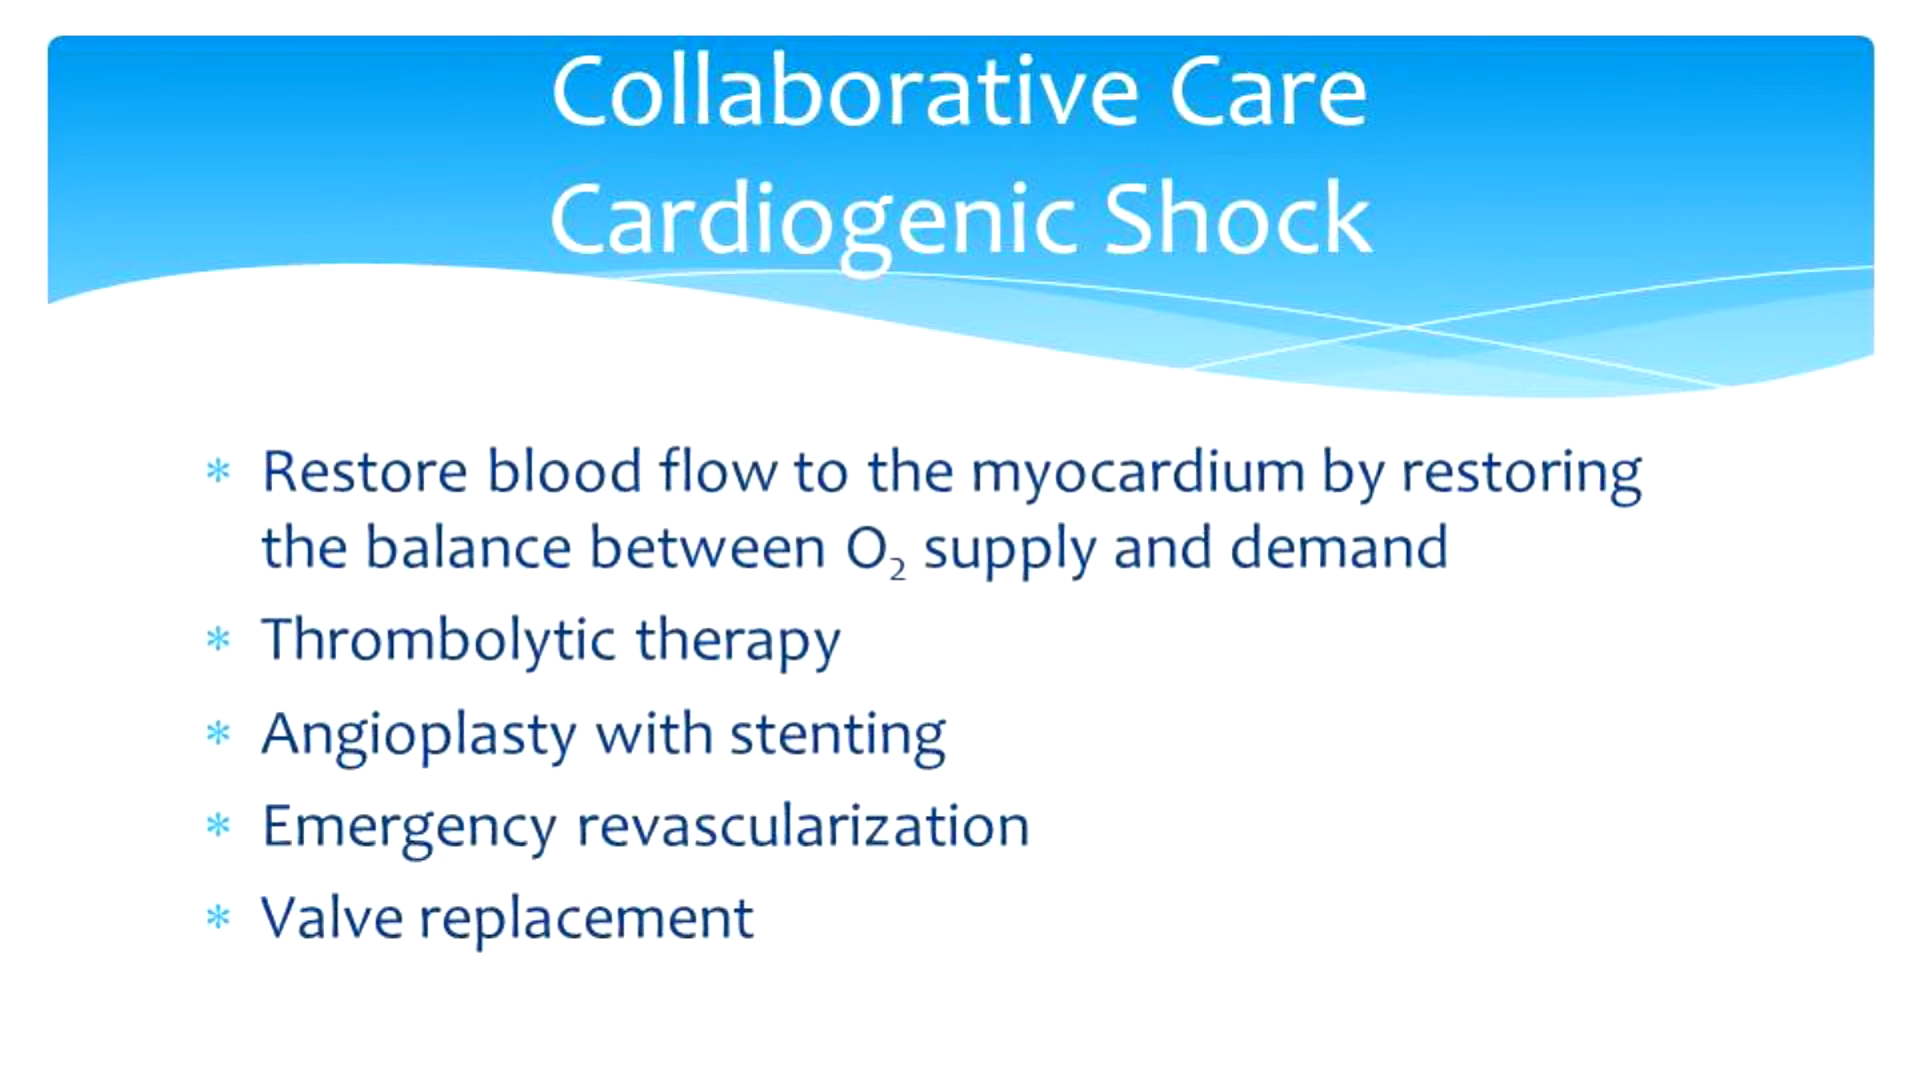 Collaborative Care
Cardiogenic Shock
* Restore blood flow to the myocardium by restoring
the balance between O₂ supply and demand
* Thrombolytic therapy
* Angioplasty with stenting
* Emergency revascularization
* Valve replacement